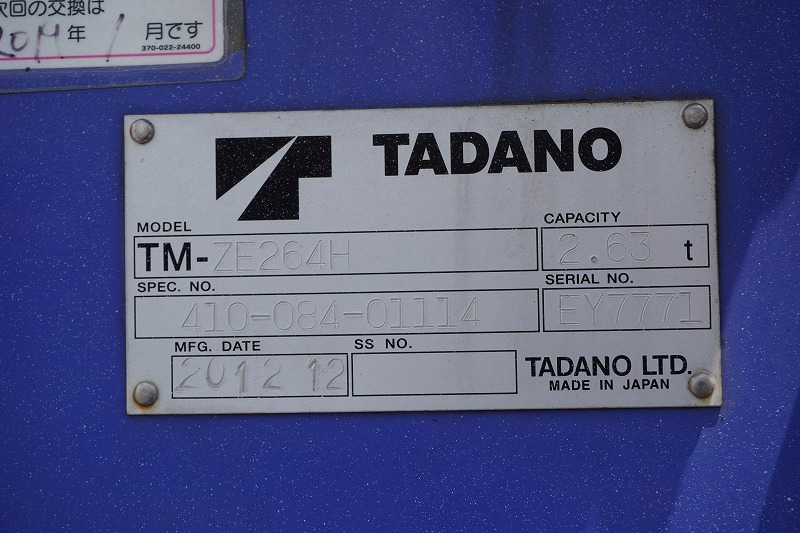 次回の交換は
年 1 月です
370-022-24400
TADANO
MODEL
TM-ZE264H
CAPACITY
2.63 t
SPEC. NO.
410-084-01114
SERIAL NO.
EY7771
MFG. DATE
2012 12
SS NO.
TADANO LTD.
MADE IN JAPAN